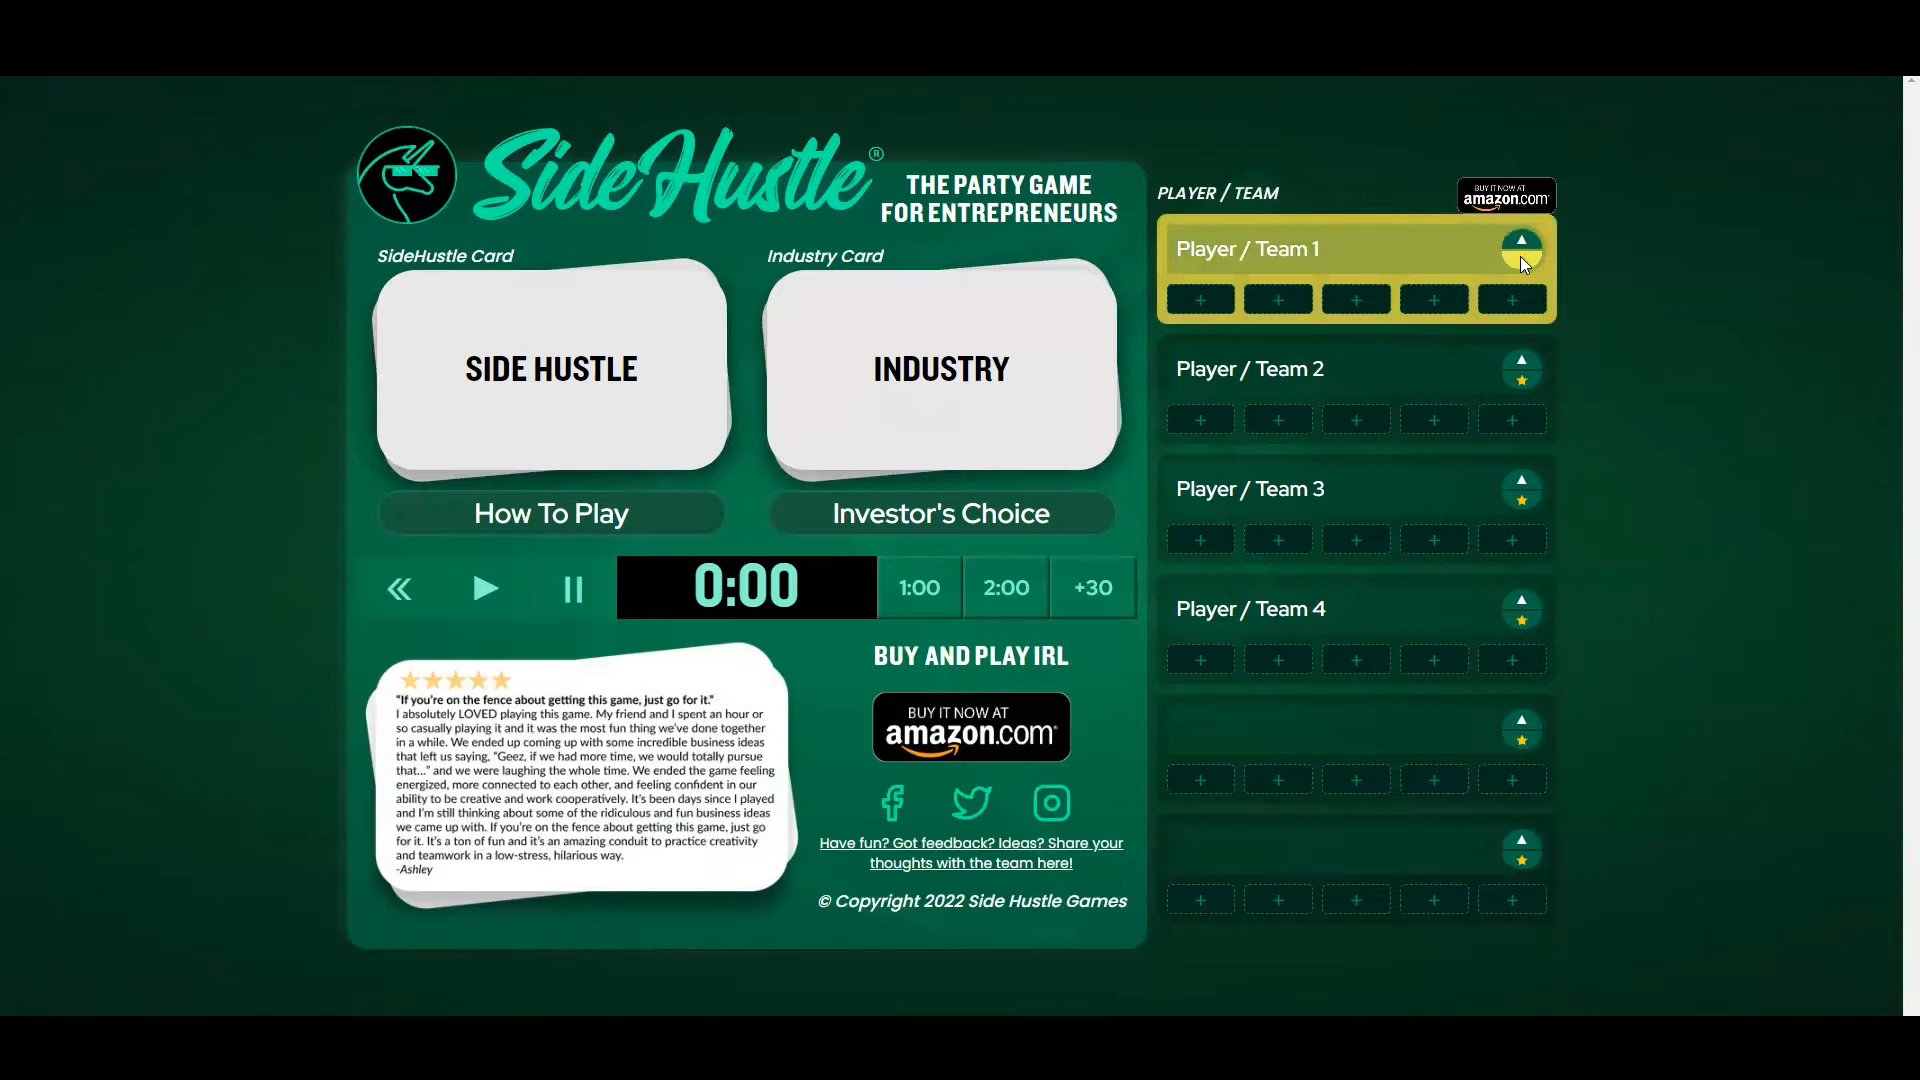 SideHustle®
THE PARTY GAME
FOR ENTREPRENEURS
SideHustle Card
Industry Card
SIDE HUSTLE
INDUSTRY
How To Play
Investor's Choice
0:00
1:00
2:00
+30
"If you're on the fence about getting this game, just go for it."
I absolutely LOVED playing this game. My friend and I spent an hour or
so casually playing it and it was the most fun thing we've done together
in a while. We ended up coming up with some incredible business ideas
that left us saying, "Geez, if we had more time, we would totally pursue
that..." and we were laughing the whole time. We ended the game feeling
energized, more connected to each other, and feeling confident in our
ability to be creative and work cooperatively. It's been days since I played
and I'm still thinking about some of the ridiculous and fun business ideas
we came up with. If you're on the fence about getting this game, just go
for it. It's a ton of fun and it's an amazing conduit to practice creativity
and teamwork in a low-stress, hilarious way.
-Ashley
BUY AND PLAY IRL
BUY IT NOW AT
amazon.com
Have fun? Got feedback? Ideas? Share your
thoughts with the team here!
© Copyright 2022 Side Hustle Games
PLAYER / TEAM
BUY IT NOW AT
amazon.com
Player / Team 1
+ + + + +
Player / Team 2
+ + + + +
Player / Team 3
+ + + + +
Player / Team 4
+ + + + +
+ + + + +
+ + + + +